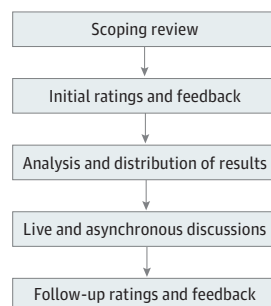 Scoping review
Initial ratings and feedback
Analysis and distribution of results
Live and asynchronous discussions
Follow-up ratings and feedback